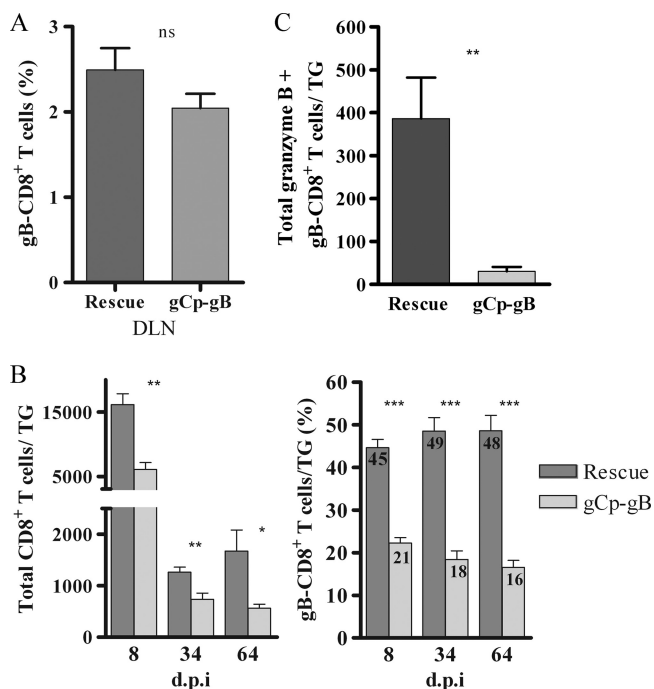 A
gB-CD8+ T cells (%)
3
2
1
0
ns
Rescue gCp-gB
DLN
C
Total granzyme B +
gB-CD8+ T cells/ TG
600
500
400
300
200
100
0
**
Rescue gCp-gB
B
Total CD8+ T cells/ TG
15000
5000
2000
1000
0
**
**
*
8 34 64
d.p.i
gB-CD8+ T cells/TG (%)
60
50
40
30
20
10
0
*** *** ***
45 49 48
21 18 16
8 34 64
d.p.i
Rescue
gCp-gB